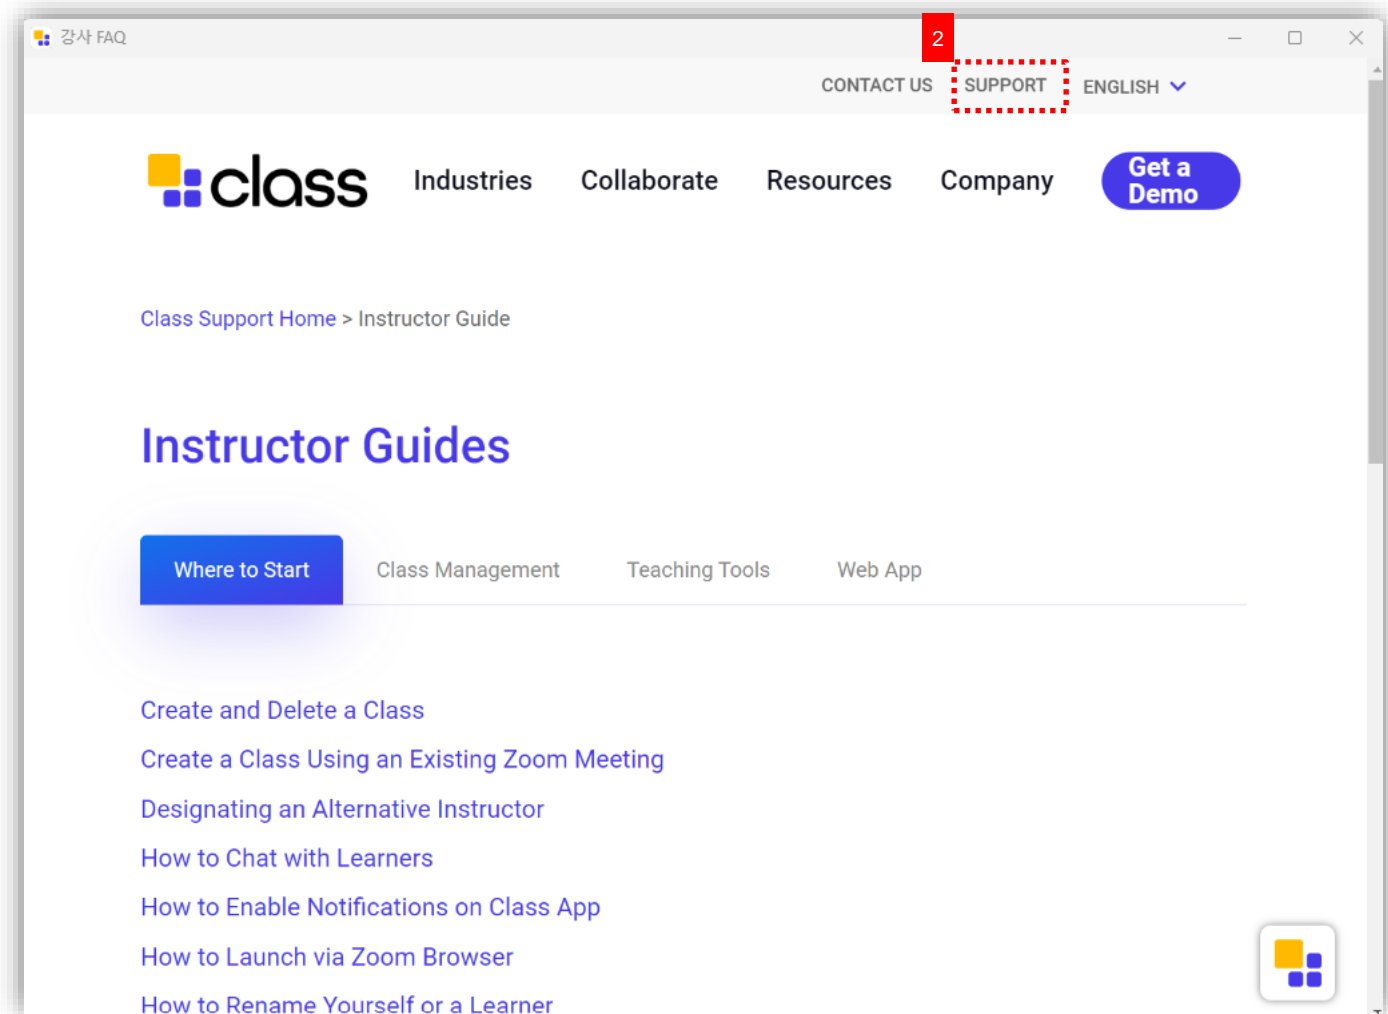 강사 FAQ
2
CONTACT US SUPPORT ENGLISH
class Industries Collaborate Resources Company Get a
Demo
Class Support Home > Instructor Guide
Instructor Guides
Where to Start Class Management Teaching Tools Web App
Create and Delete a Class
Create a Class Using an Existing Zoom Meeting
Designating an Alternative Instructor
How to Chat with Learners
How to Enable Notifications on Class App
How to Launch via Zoom Browser
How to Rename Yourself or a Learner